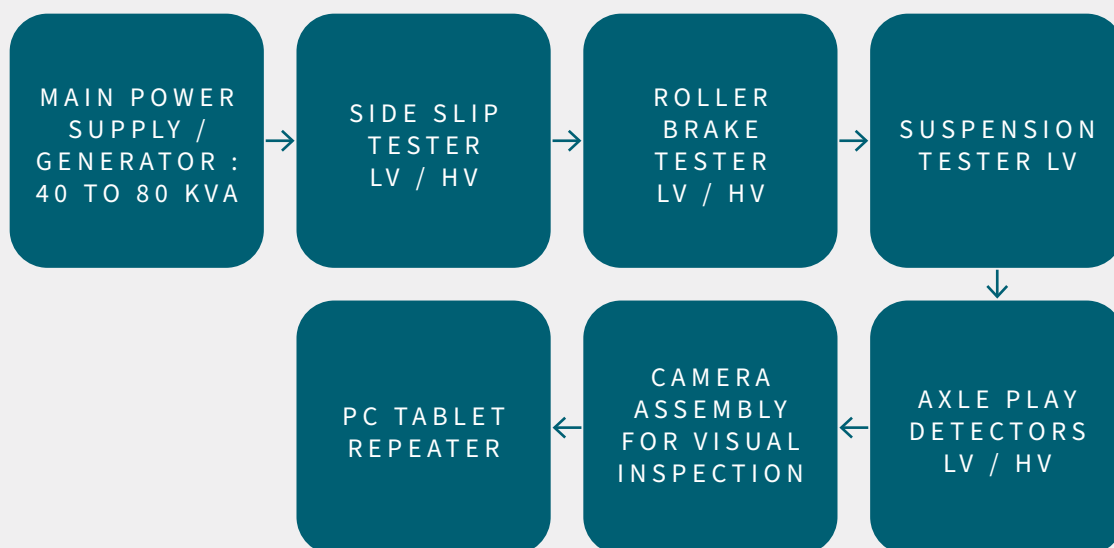 MAIN POWER
SUPPLY /
GENERATOR :
40 TO 80 KVA
SIDE SLIP
TESTER
LV / HV
ROLLER
BRAKE
TESTER
LV / HV
SUSPENSION
TESTER LV
AXLE PLAY
DETECTORS
LV / HV
CAMERA
ASSEMBLY
FOR VISUAL
INSPECTION
PC TABLET
REPEATER